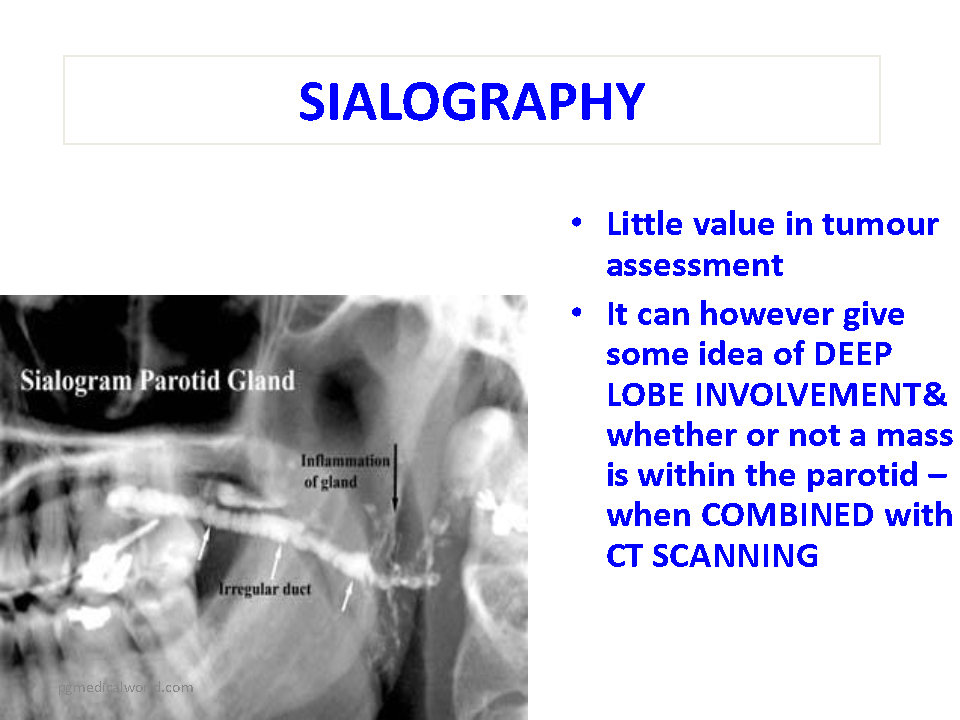 SIALOGRAPHY
• Little value in tumour
assessment
• It can however give
some idea of DEEP
LOBE INVOLVEMENT&
whether or not a mass
is within the parotid –
when COMBINED with
CT SCANNING
Sialogram Parotid Gland
Inflammation
of gland
Irregular duct
pgmedicalworld.com